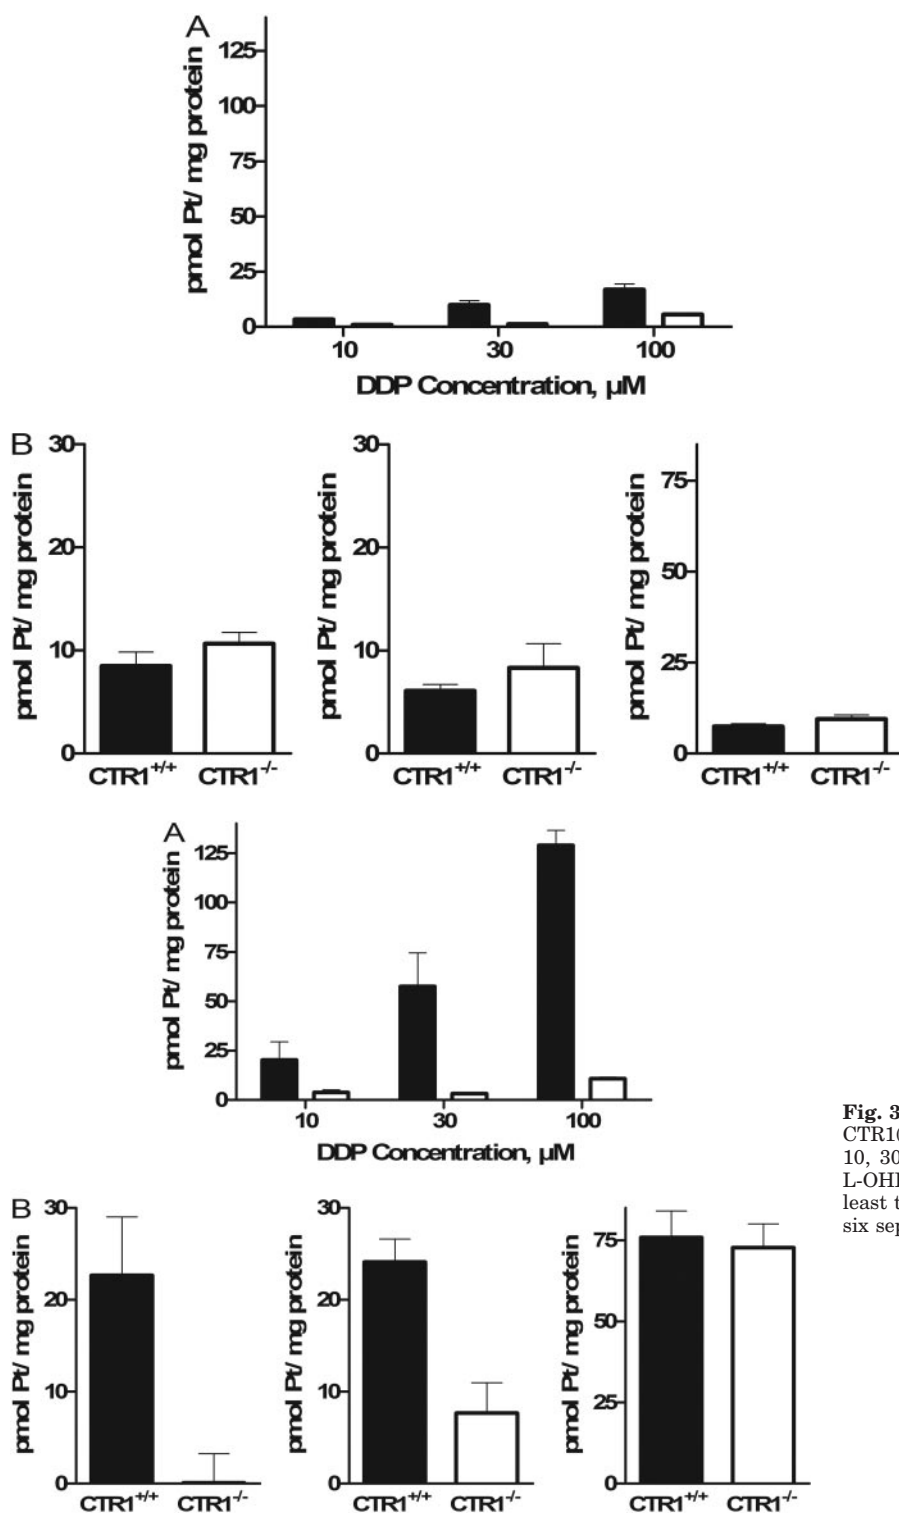 A
pmol Pt/ mg protein
125
100
75
50
25
0
10 30 100
DDP Concentration, µM
B
pmol Pt/ mg protein
30
20
10
0
CTR1+/+ CTR1-/-
pmol Pt/ mg protein
30
20
10
0
CTR1+/+ CTR1-/-
pmol Pt/ mg protein
75
50
25
0
CTR1+/+ CTR1-/-
A
pmol Pt/ mg protein
125
100
75
50
25
0
10 30 100
DDP Concentration, µM
Fig. 3
CTR10
10, 30
L-OHI
least t
six sep
B
pmol Pt/ mg protein
30
20
10
0
CTR1+/+ CTR1-/-
pmol Pt/ mg protein
30
20
10
0
CTR1+/+ CTR1-/-
pmol Pt/ mg protein
75
50
25
0
CTR1+/+ CTR1-/-